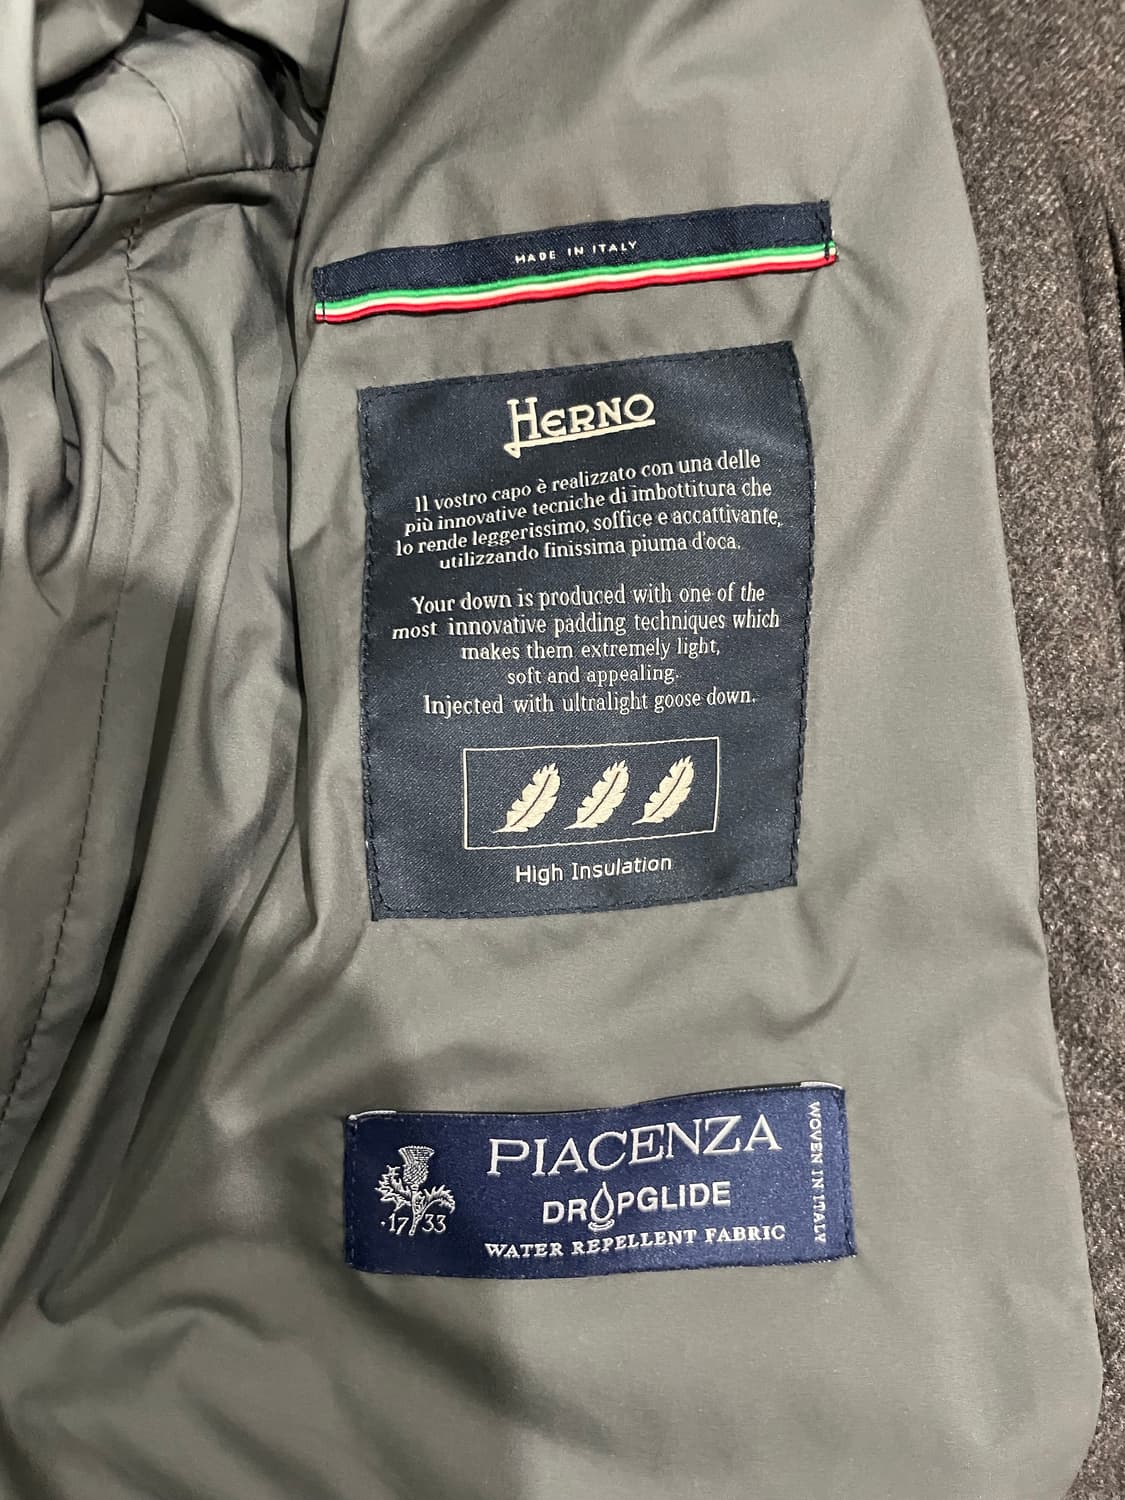 MADE IN ITALY
HERNO
Il vostro capo è realizzato con una delle
più innovative tecniche di imbottitura che
lo rende leggerissimo, soffice e accattivante,
utilizzando finissima piuma d'oca.
Your down is produced with one of the
most innovative padding techniques which
makes them extremely light,
soft and appealing.
Injected with ultralight goose down.
High Insulation
PIACENZA
DROPGLIDE
WATER REPELLENT FABRIC
·1733
WOVEN IN ITALY